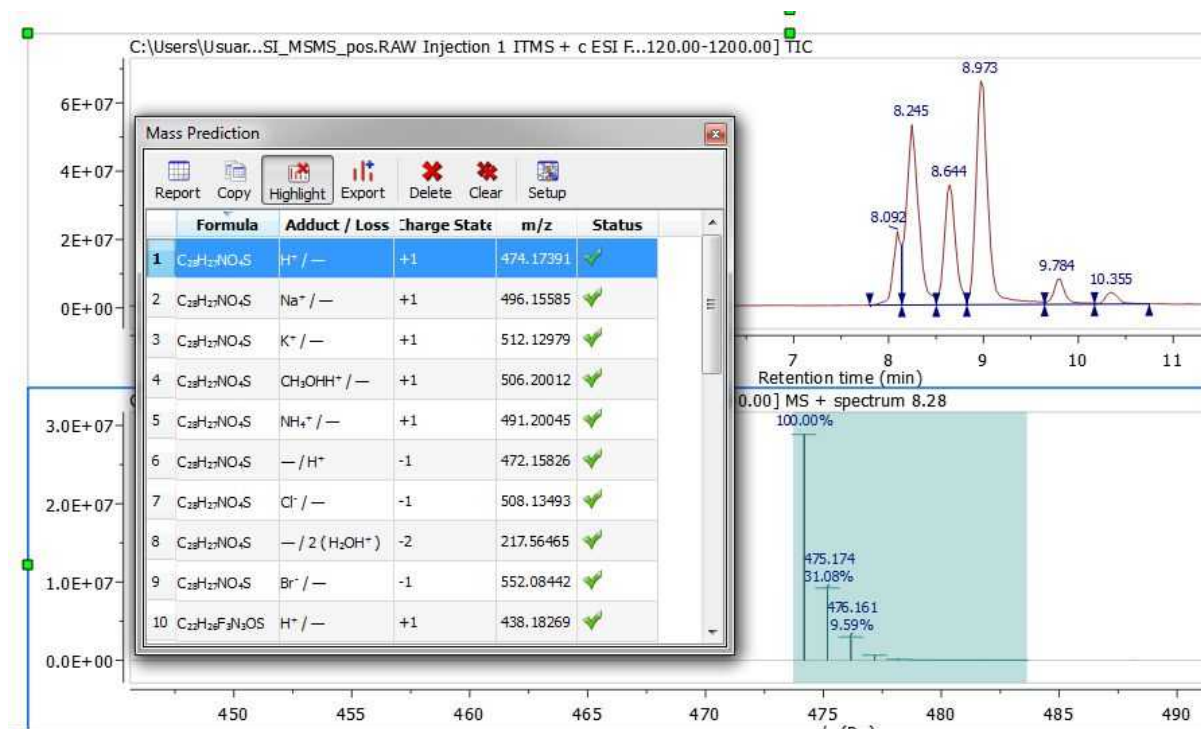 C:\Users\Usuar...SI_MSMS_pos.RAW Injection 1 ITMS + c ESI F...120.00-1200.00] TIC
6E+07
4E+07
2E+07
0E+00
8.092
8.245
8.644
8.973
9.784
10.355
7 8 9 10 11
Retention time (min)
Mass Prediction
Report Copy Highlight Export Delete Clear Setup
Formula Adduct / Loss Charge State m/z Status
1 C₂₈H₂₇NO₄S H⁺ / — +1 474.17391
2 C₂₈H₂₇NO₄S Na⁺ / — +1 496.15585
3 C₂₈H₂₇NO₄S K⁺ / — +1 512.12979
4 C₂₈H₂₇NO₄S CH₃OHH⁺ / — +1 506.20012
5 C₂₈H₂₇NO₄S NH₄⁺ / — +1 491.20045
6 C₂₈H₂₇NO₄S — / H⁺ -1 472.15826
7 C₂₈H₂₇NO₄S Cl⁻ / — -1 508.13493
8 C₂₈H₂₇NO₄S — / 2 ( H₂OH⁺ ) -2 217.56465
9 C₂₈H₂₇NO₄S Br⁻ / — -1 552.08442
10 C₂₃H₂₆F₃N₃OS H⁺ / — +1 438.18269
0.00] MS + spectrum 8.28
3.0E+07
2.0E+07
1.0E+07
0.0E+00
100.00%
475.174
31.08%
476.161
9.59%
450 455 460 465 470 475 480 485 490